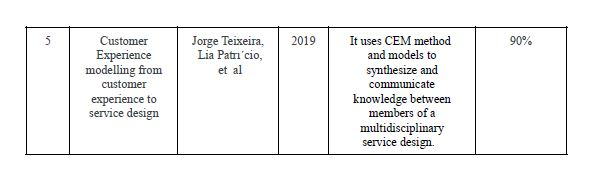 5
Customer
Experience
modelling from
customer
experience to
service design
Jorge Teixeira,
Lia Patrı´cio,
et al
2019
It uses CEM method
and models to
synthesize and
communicate
knowledge between
members of a
multidisciplinary
service design.
90%